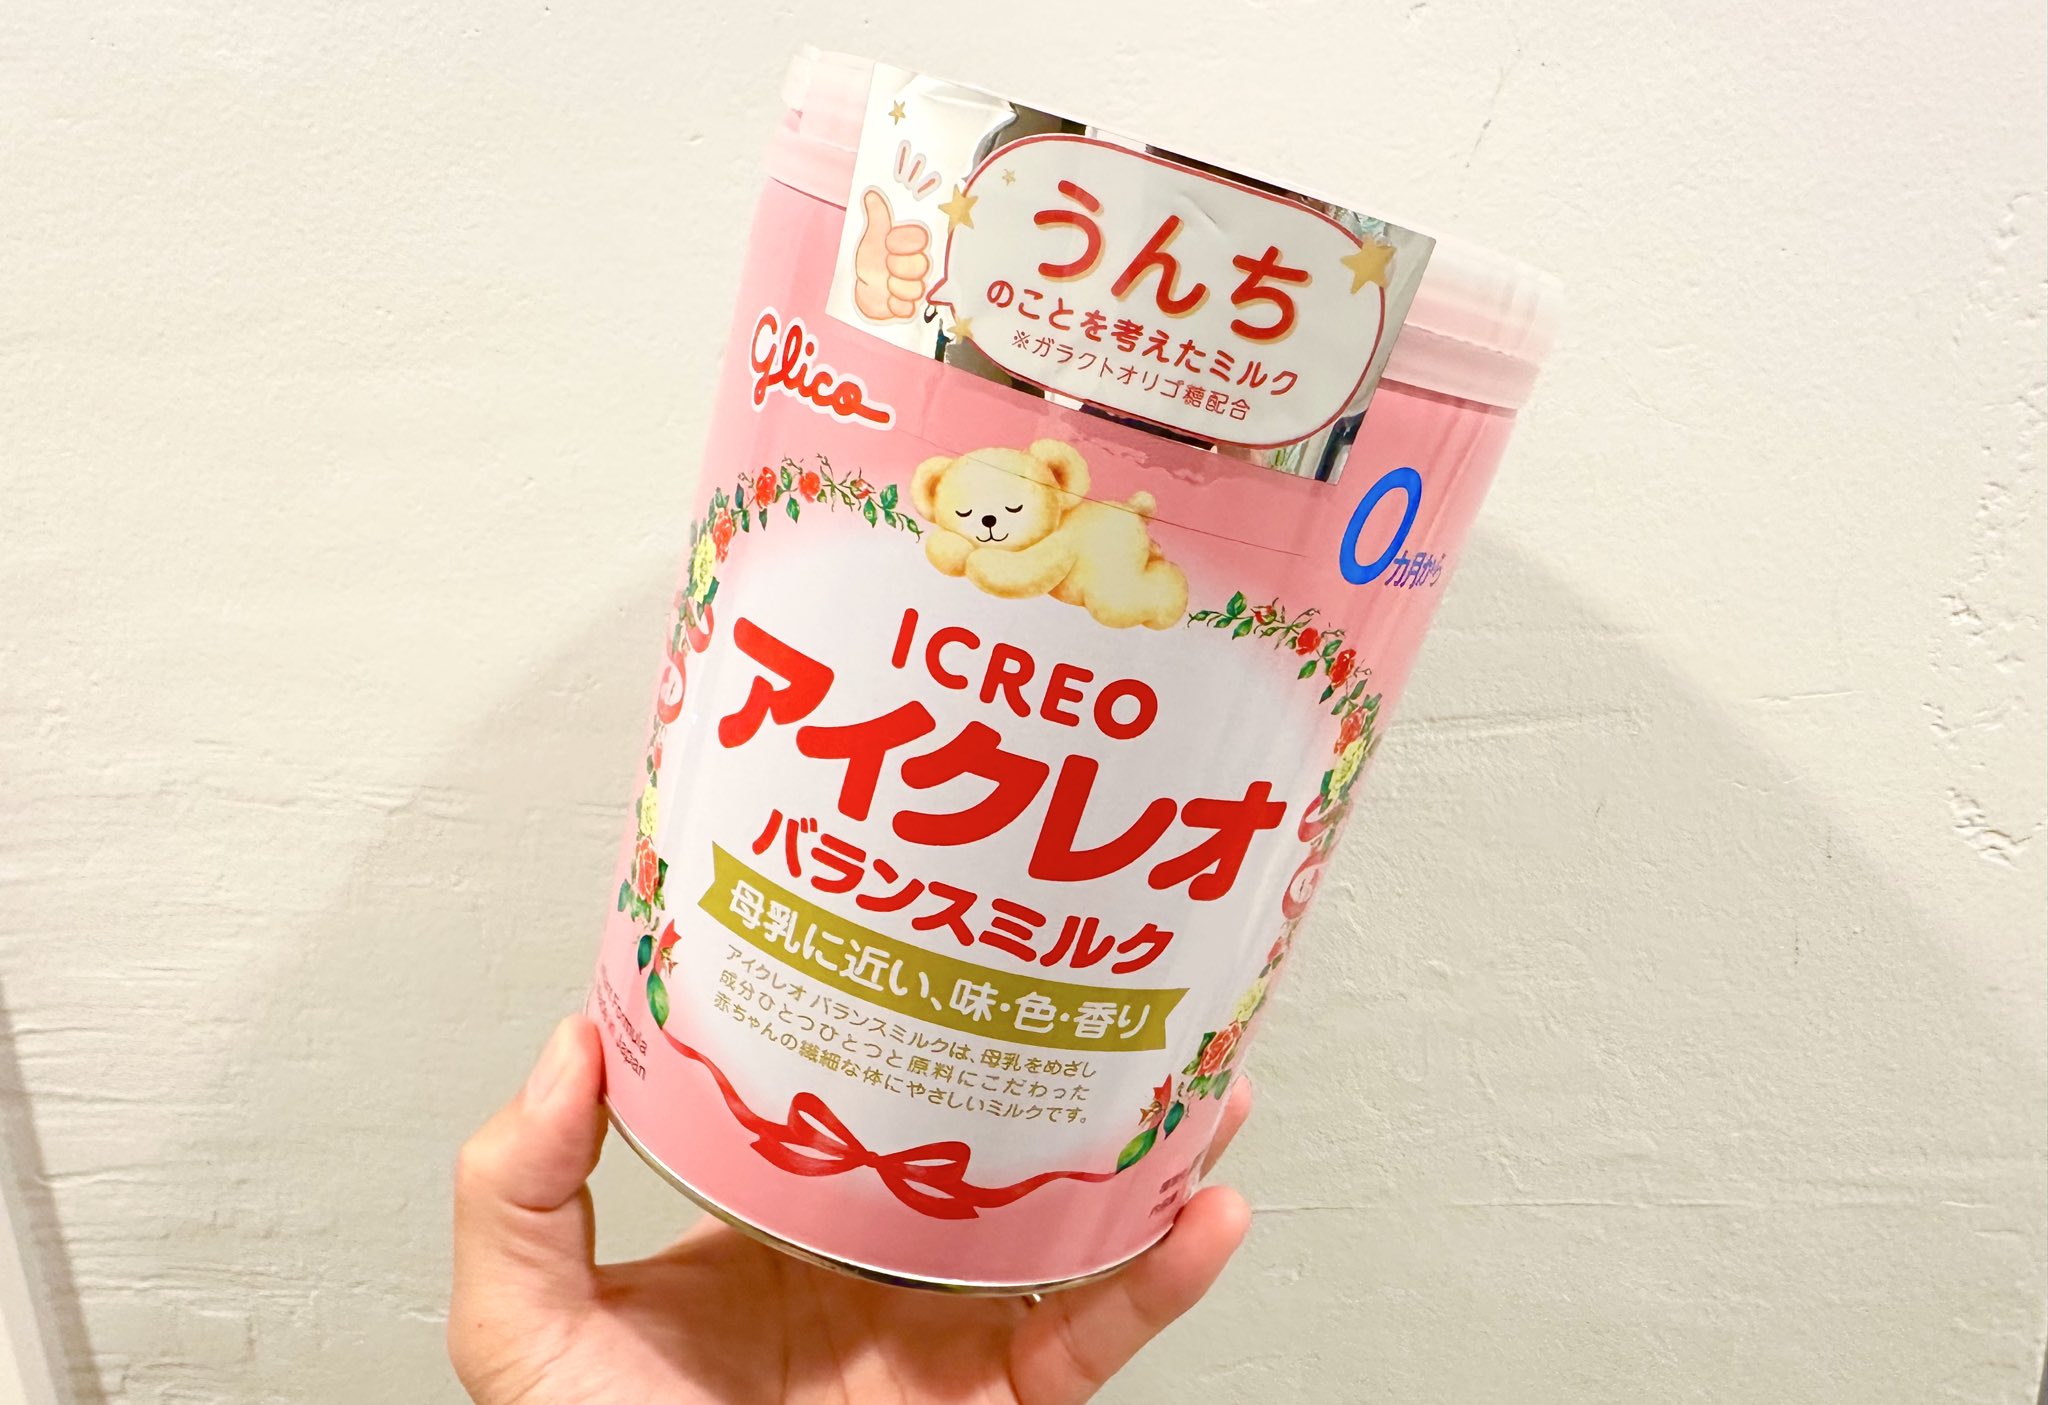 うんち
のことを考えたミルク
※ガラクトオリゴ糖配合
glico
0ヵ月から
ICREO
アイクレオ
バランスミルク
母乳に近い、味・色・香り
アイクレオ バランスミルクは、母乳をめざし
成分ひとつひとつと原料にこだわった
赤ちゃんの繊細な体にやさしいミルクです。
Formula
Japan